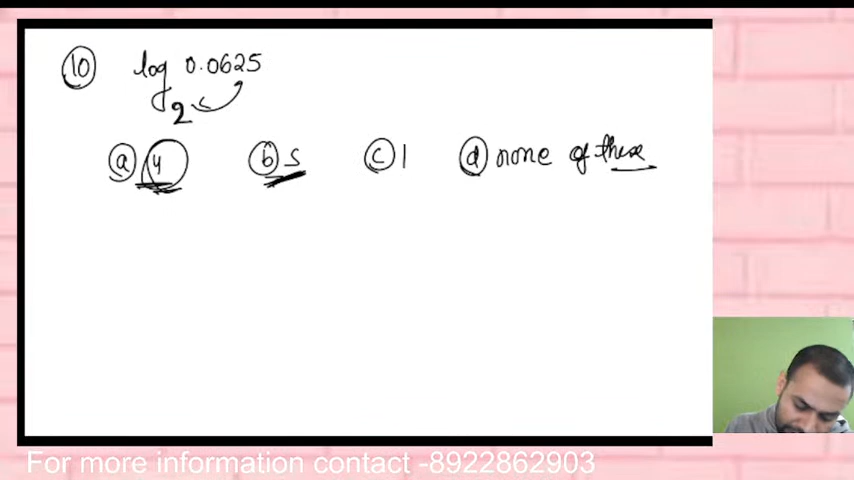 10 log 0.0625
2
a 4 b 5 c 1 d none of these
For more information contact -8922862903